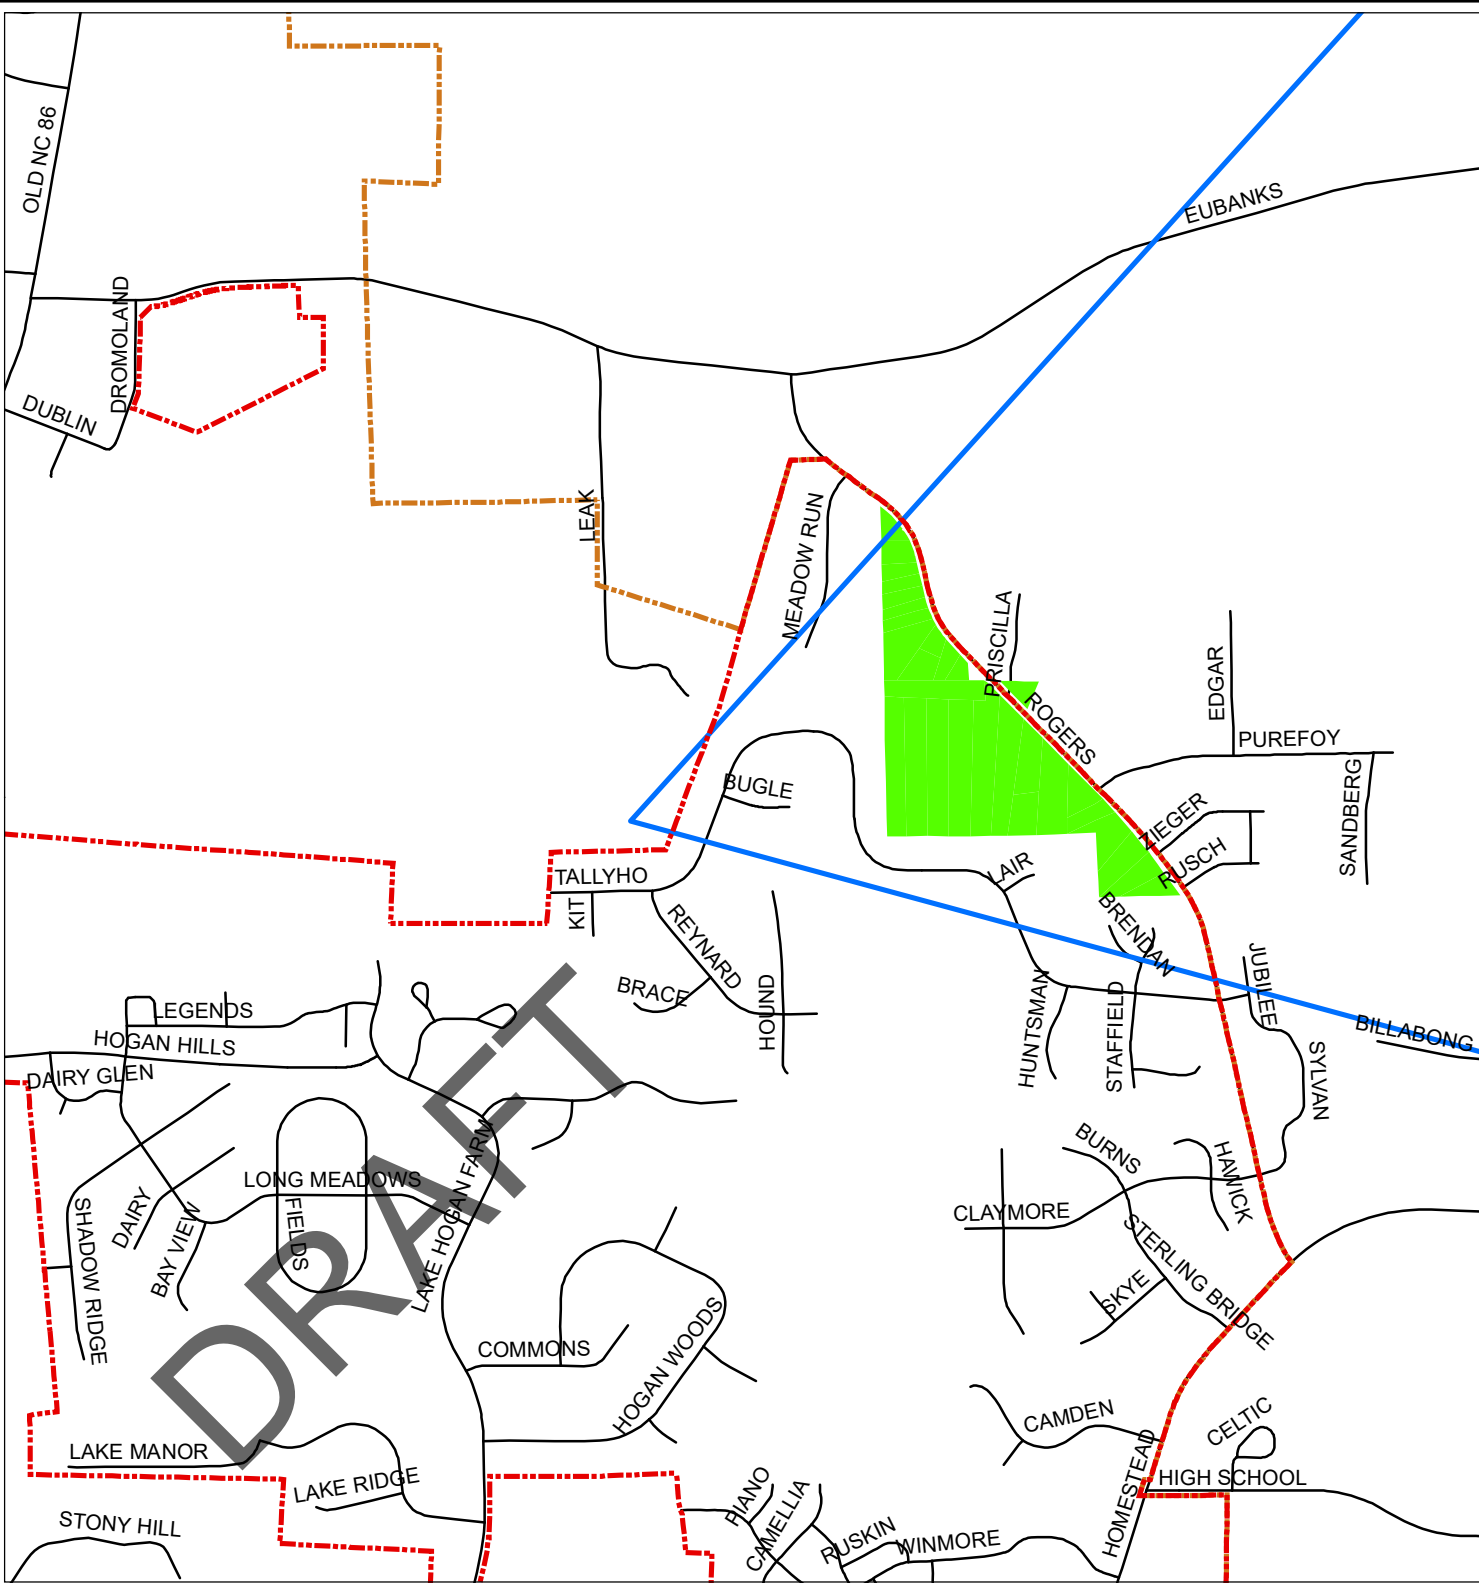 OLD NC 86
EUBANKS
DROMOLAND
DUBLIN
LEAK
MEADOW RUN
PRISCILLA
ROGERS
EDGAR
PUREFOY
SANDBERG
ZIEGER
RUSCH
BUGLE
LAIR
TALLYHO
KIT
REYNARD
BRACE
HOUND
BRENDAN
HUNTSMAN
STAFFIELD
JUBILEE
BILLABONG
SYLVAN
LEGENDS
HOGAN HILLS
DAIRY GLEN
DRAFT
BURNS
HAWICK
LONG MEADOWS
FIELDS
LAKE HOGAN FARM
SHADOW RIDGE
DAIRY
BAY VIEW
CLAYMORE
STERLING BRIDGE
SKYE
COMMONS
HOGAN WOODS
CAMDEN
CELTIC
HOMESTEAD
HIGH SCHOOL
LAKE MANOR
LAKE RIDGE
STONY HILL
PIANO
CAMELLIA
RUSKIN
WINMORE